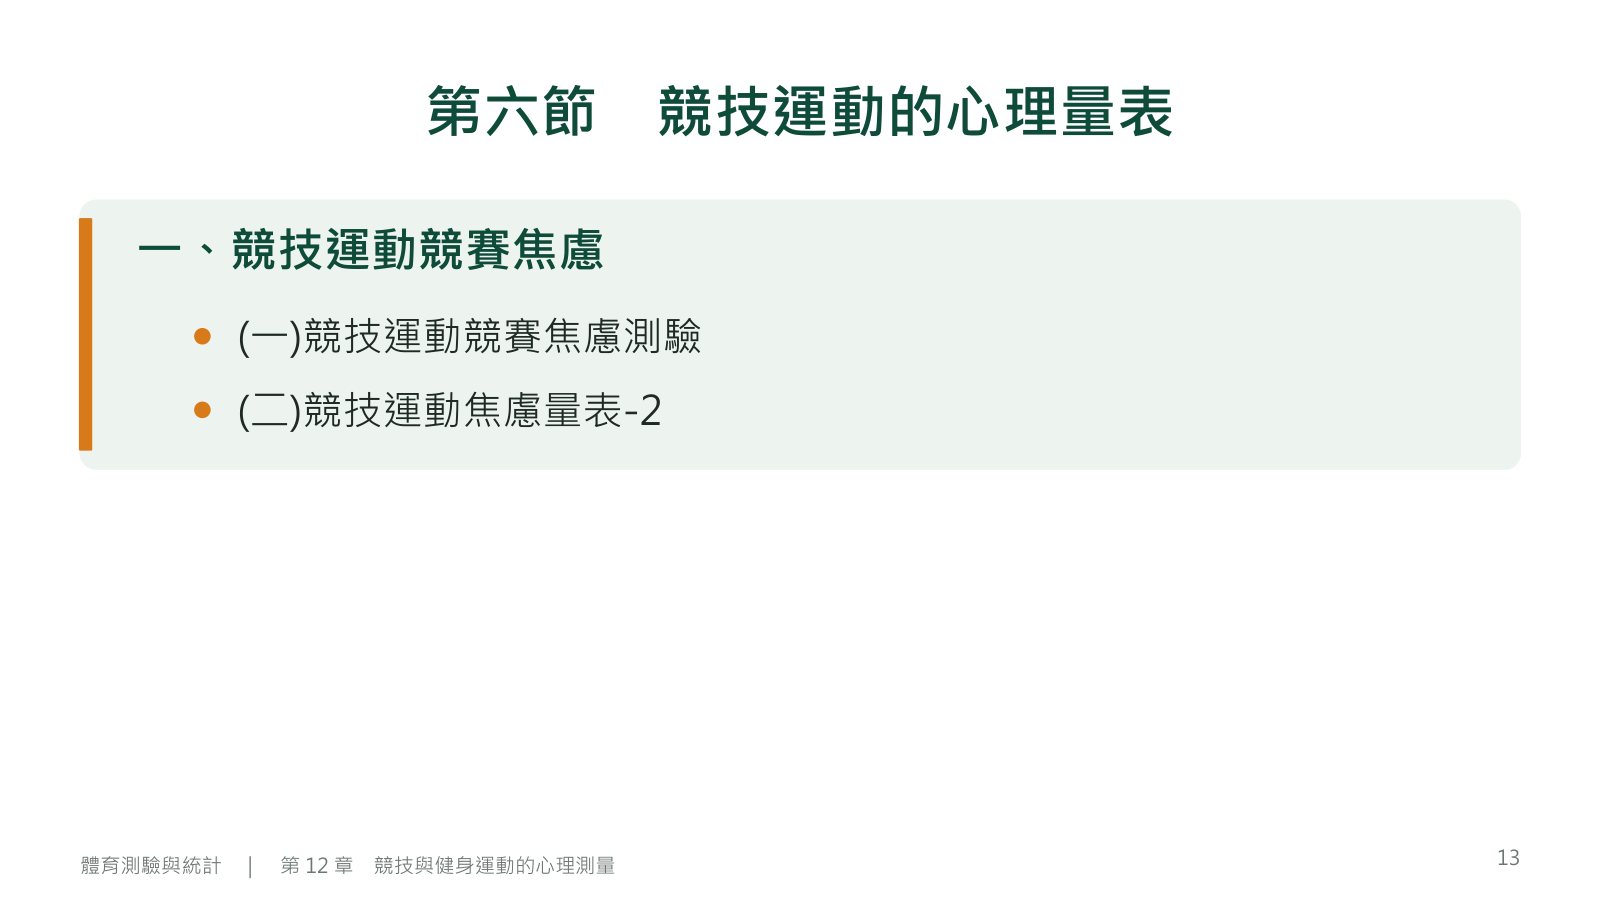 第六節　競技運動的心理量表
一、競技運動競賽焦慮
(一)競技運動競賽焦慮測驗
(二)競技運動焦慮量表-2
體育測驗與統計　|　第 12 章　競技與健身運動的心理測量
13